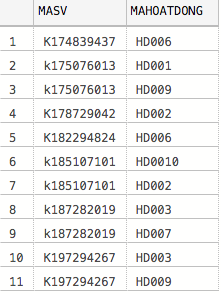 MASV MAHOATDONG
1 K174839437 HD006
2 k175076013 HD001
3 k175076013 HD009
4 K178729042 HD002
5 K182294824 HD006
6 k185107101 HD0010
7 k185107101 HD002
8 k187282019 HD003
9 k187282019 HD007
10 K197294267 HD003
11 K197294267 HD009